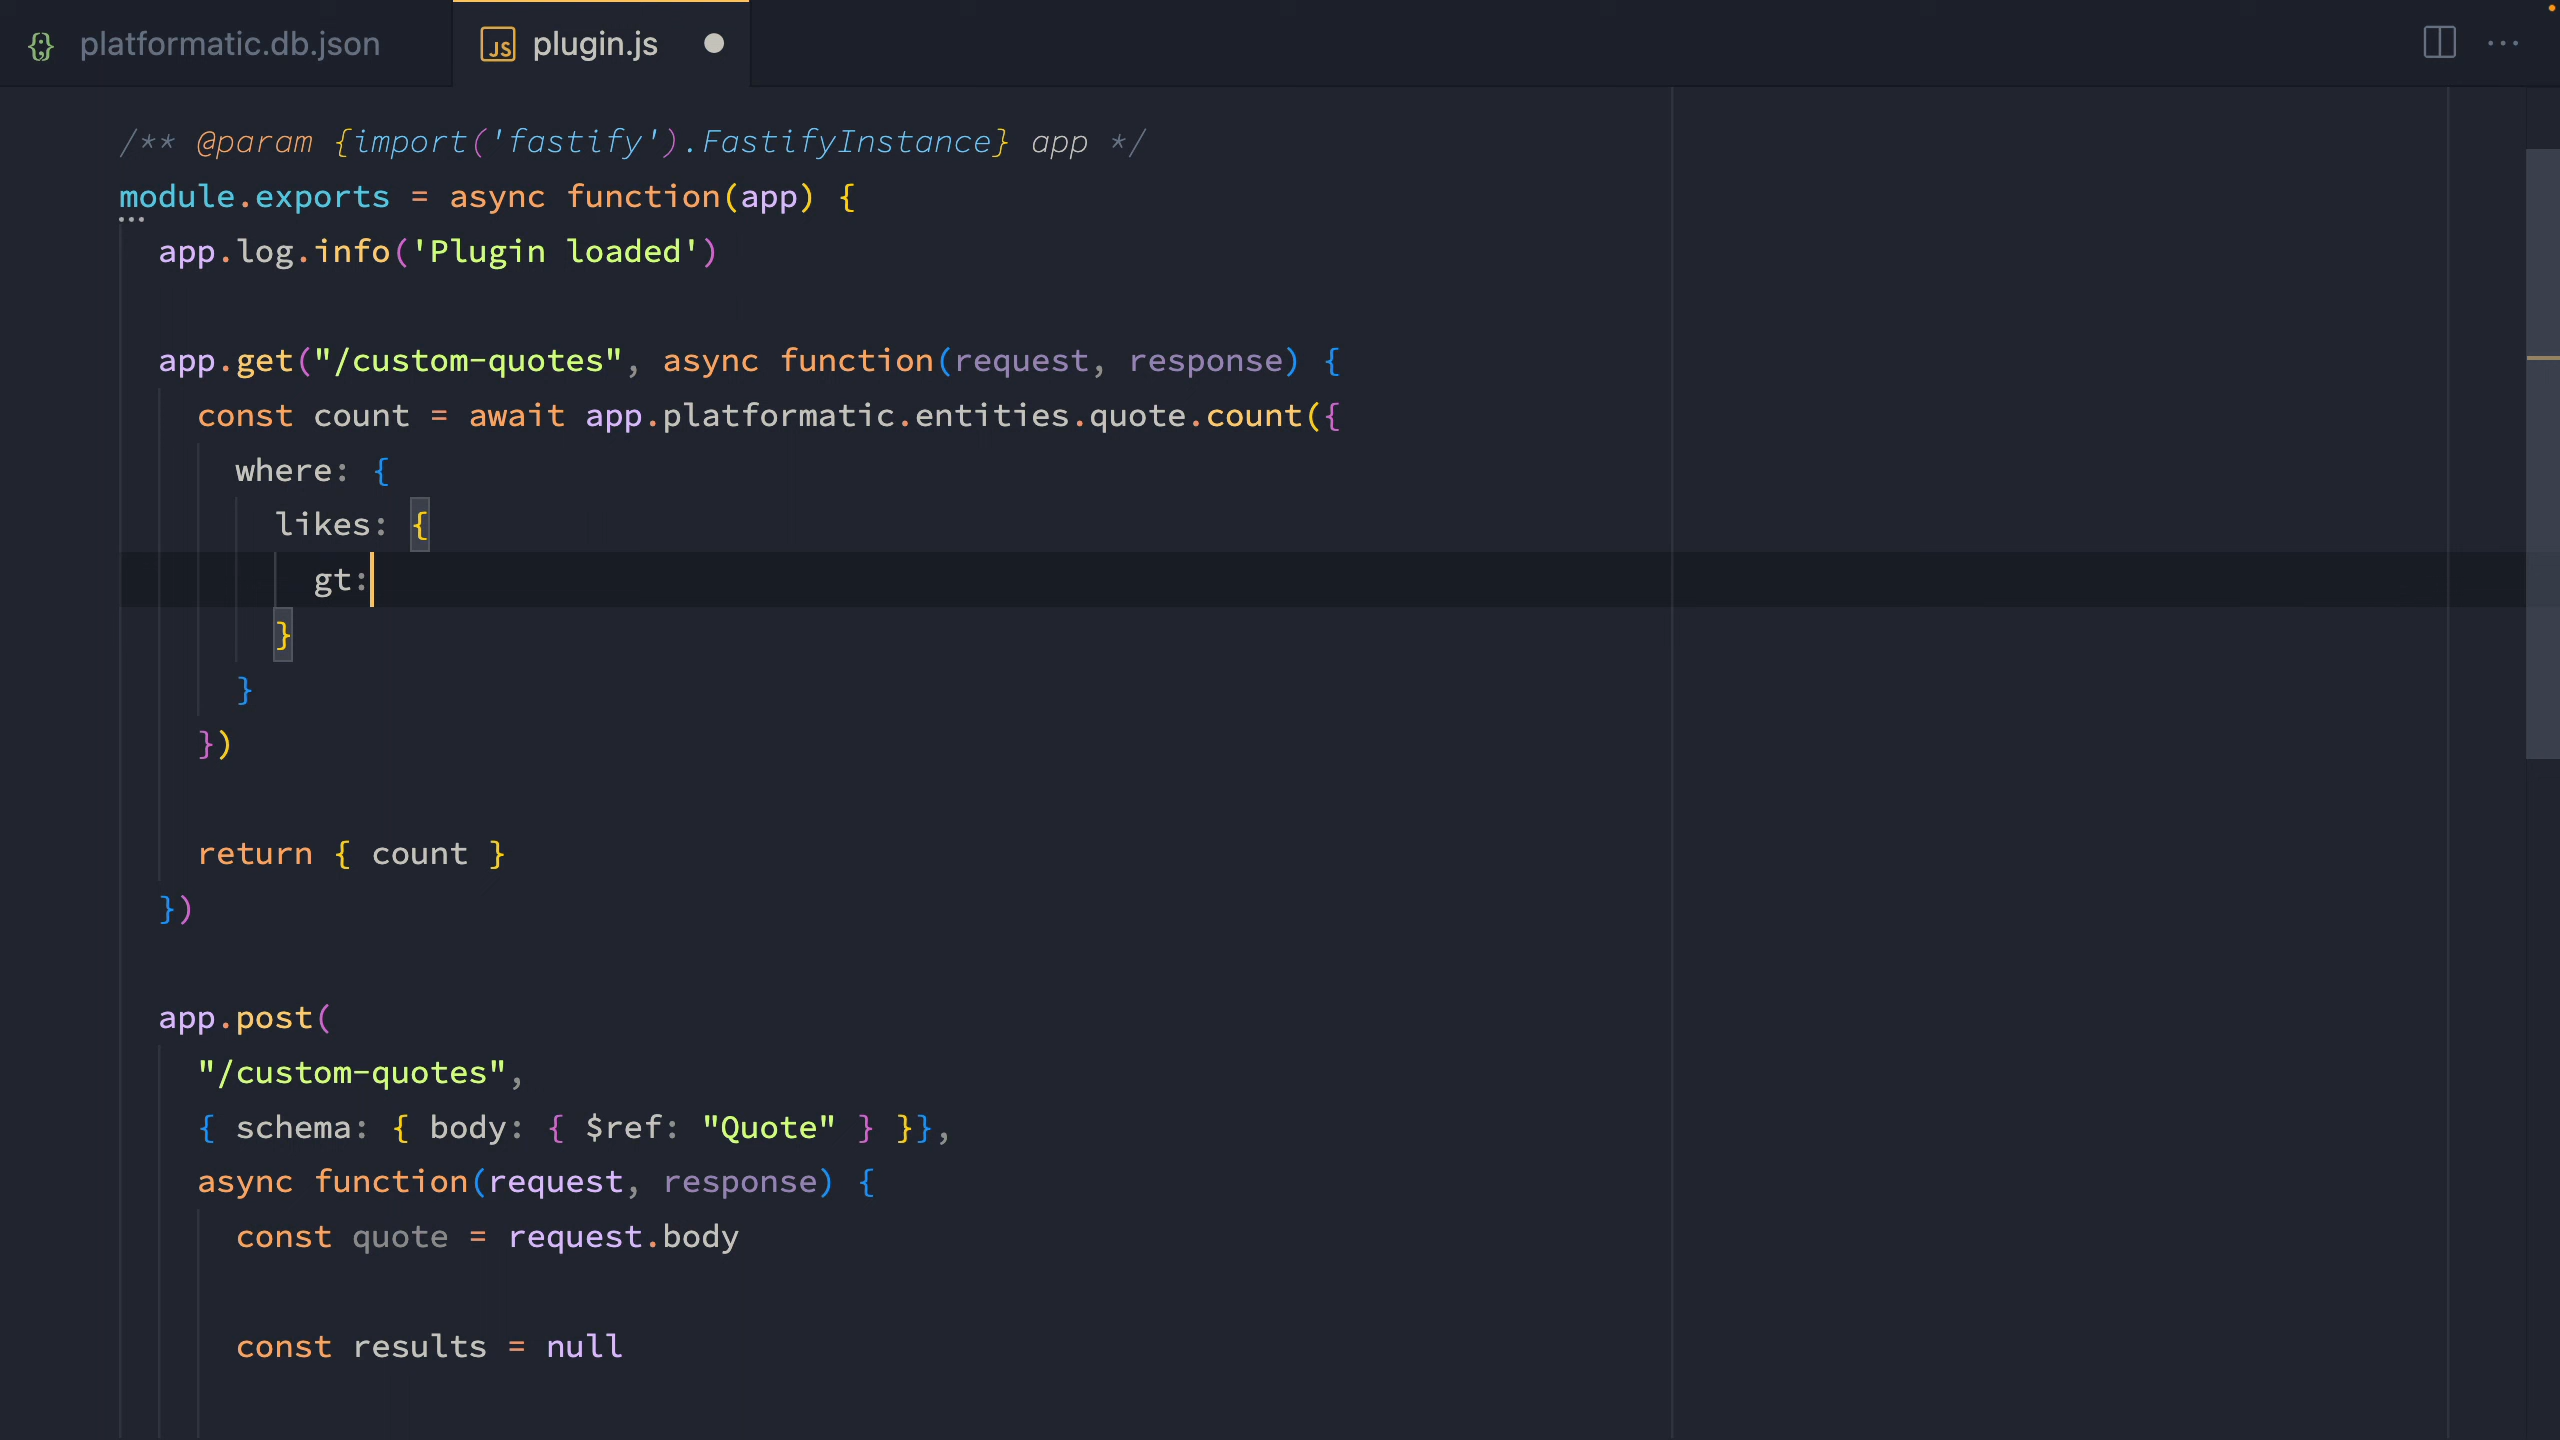 platformatic.db.json
JS plugin.js
/** @param {import('fastify').FastifyInstance} app */
module.exports = async function(app) {
app.log.info('Plugin loaded')
app.get("/custom-quotes", async function(request, response) {
const count = await app.platformatic.entities.quote.count({
where: {
likes: {
gt:
}
}
})
return { count }
})
app.post(
"/custom-quotes",
{ schema: { body: { $ref: "Quote" } }},
async function(request, response) {
const quote = request.body
const results = null